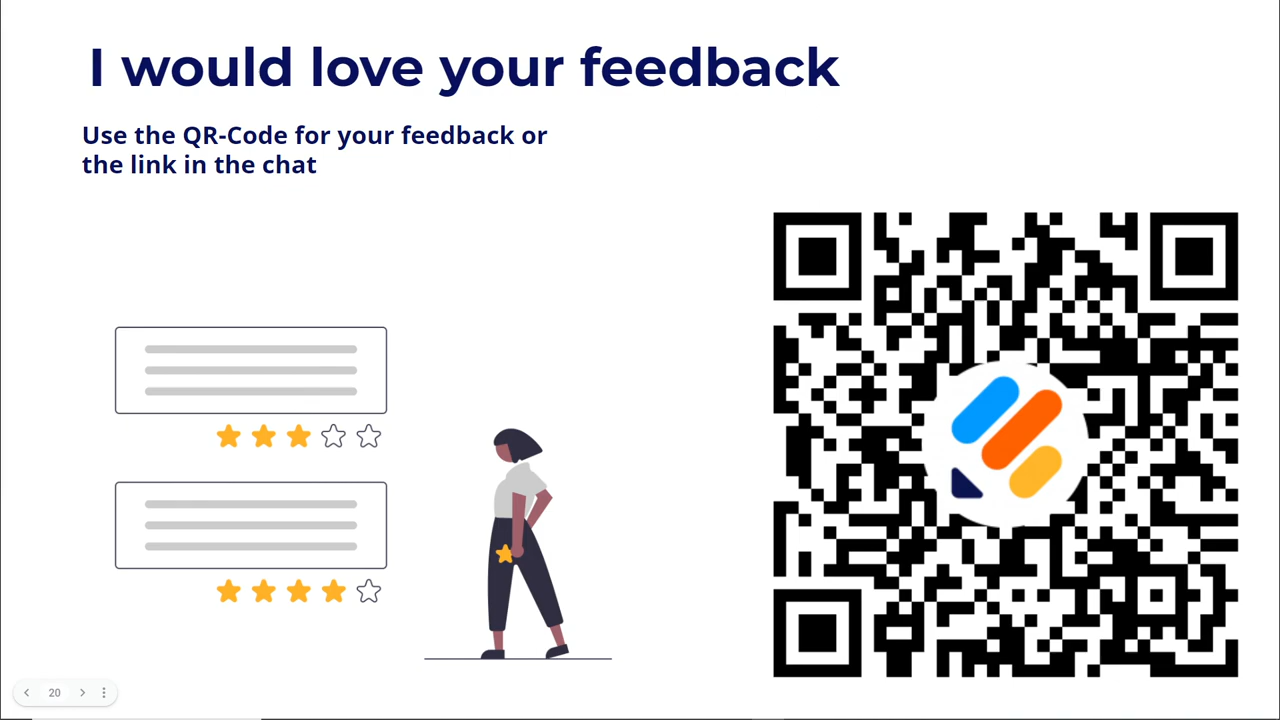 I would love your feedback
Use the QR-Code for your feedback or
the link in the chat
20